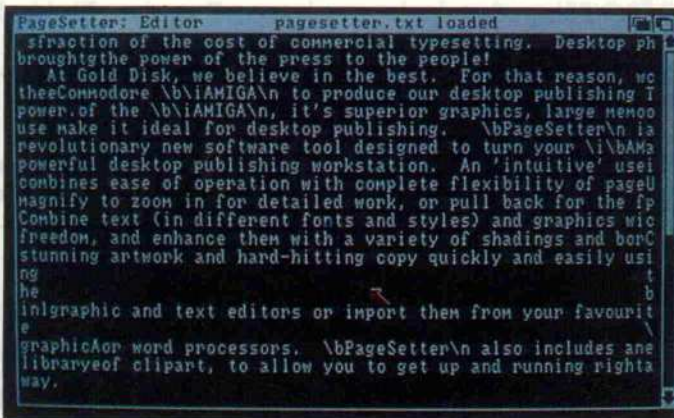 PageSetter: Editor pagesetter.txt loaded
sfraction of the cost of commercial typesetting. Desktop ph
broughtgthe power of the press to the people!
At Gold Disk, we believe in the best. For that reason, wc
theeCommodore \b\iAMIGA\n to produce our desktop publishing T
power.of the \b\iAMIGA\n, it's superior graphics, large memoo
use make it ideal for desktop publishing. \bPageSetter\n ia
revolutionary new software tool designed to turn your \i\bAMa
powerful desktop publishing workstation. An 'intuitive' usei
combines ease of operation with complete flexibility of pageU
magnify to zoom in for detailed work, or pull back for the fp
Combine text (in different fonts and styles) and graphics wic
freedom, and enhance them with a variety of shadings and borC
stunning artwork and hard-hitting copy quickly and easily usi
ng t
he b
inlgraphic and text editors or import them from your favourit
e \
graphicAor word processors. \bPageSetter\n also includes ane
libraryeof clipart, to allow you to get up and running righta
way.